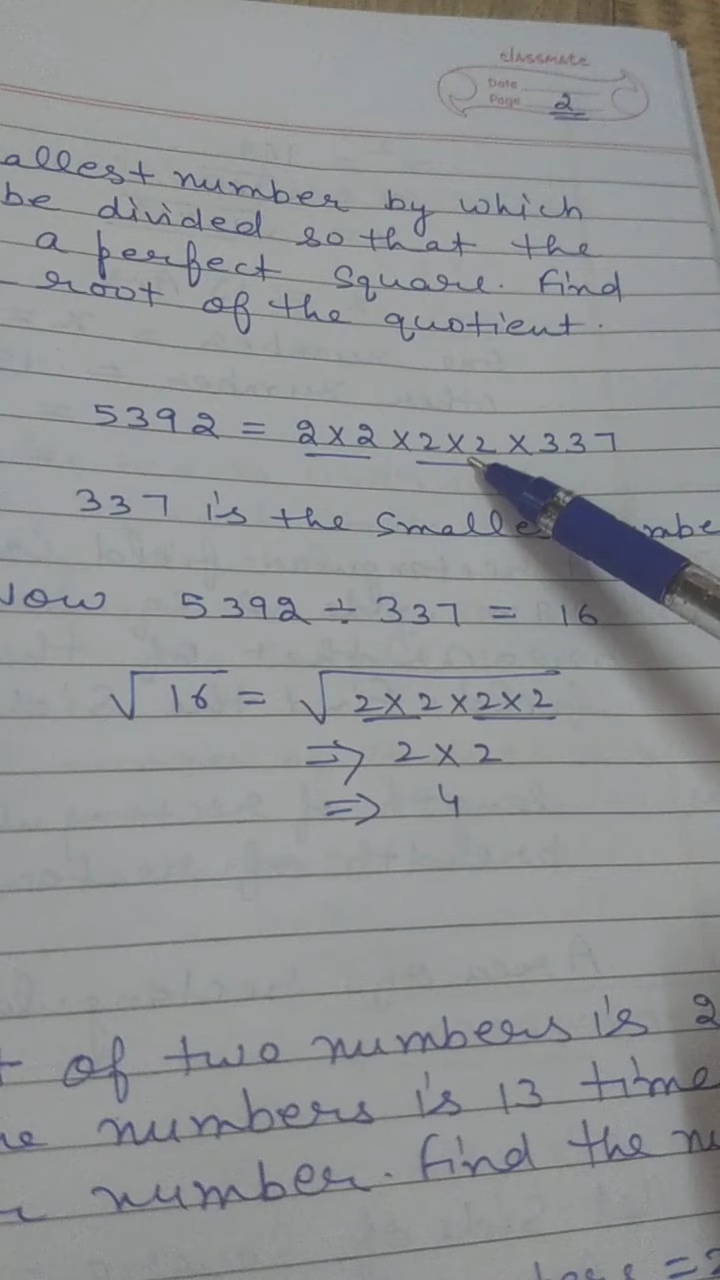 classmate
Date
Page 2
allest number by which
be divided so that the
a perfect square. Find
root of the quotient.
5392 = 2×2×2×2×337
337 is the smalle mbe
Now 5392 ÷ 337 = 16
√16 = √2×2×2×2
⇒ 2×2
⇒ 4
of two numbers is 2
numbers is 13 time
number. Find the